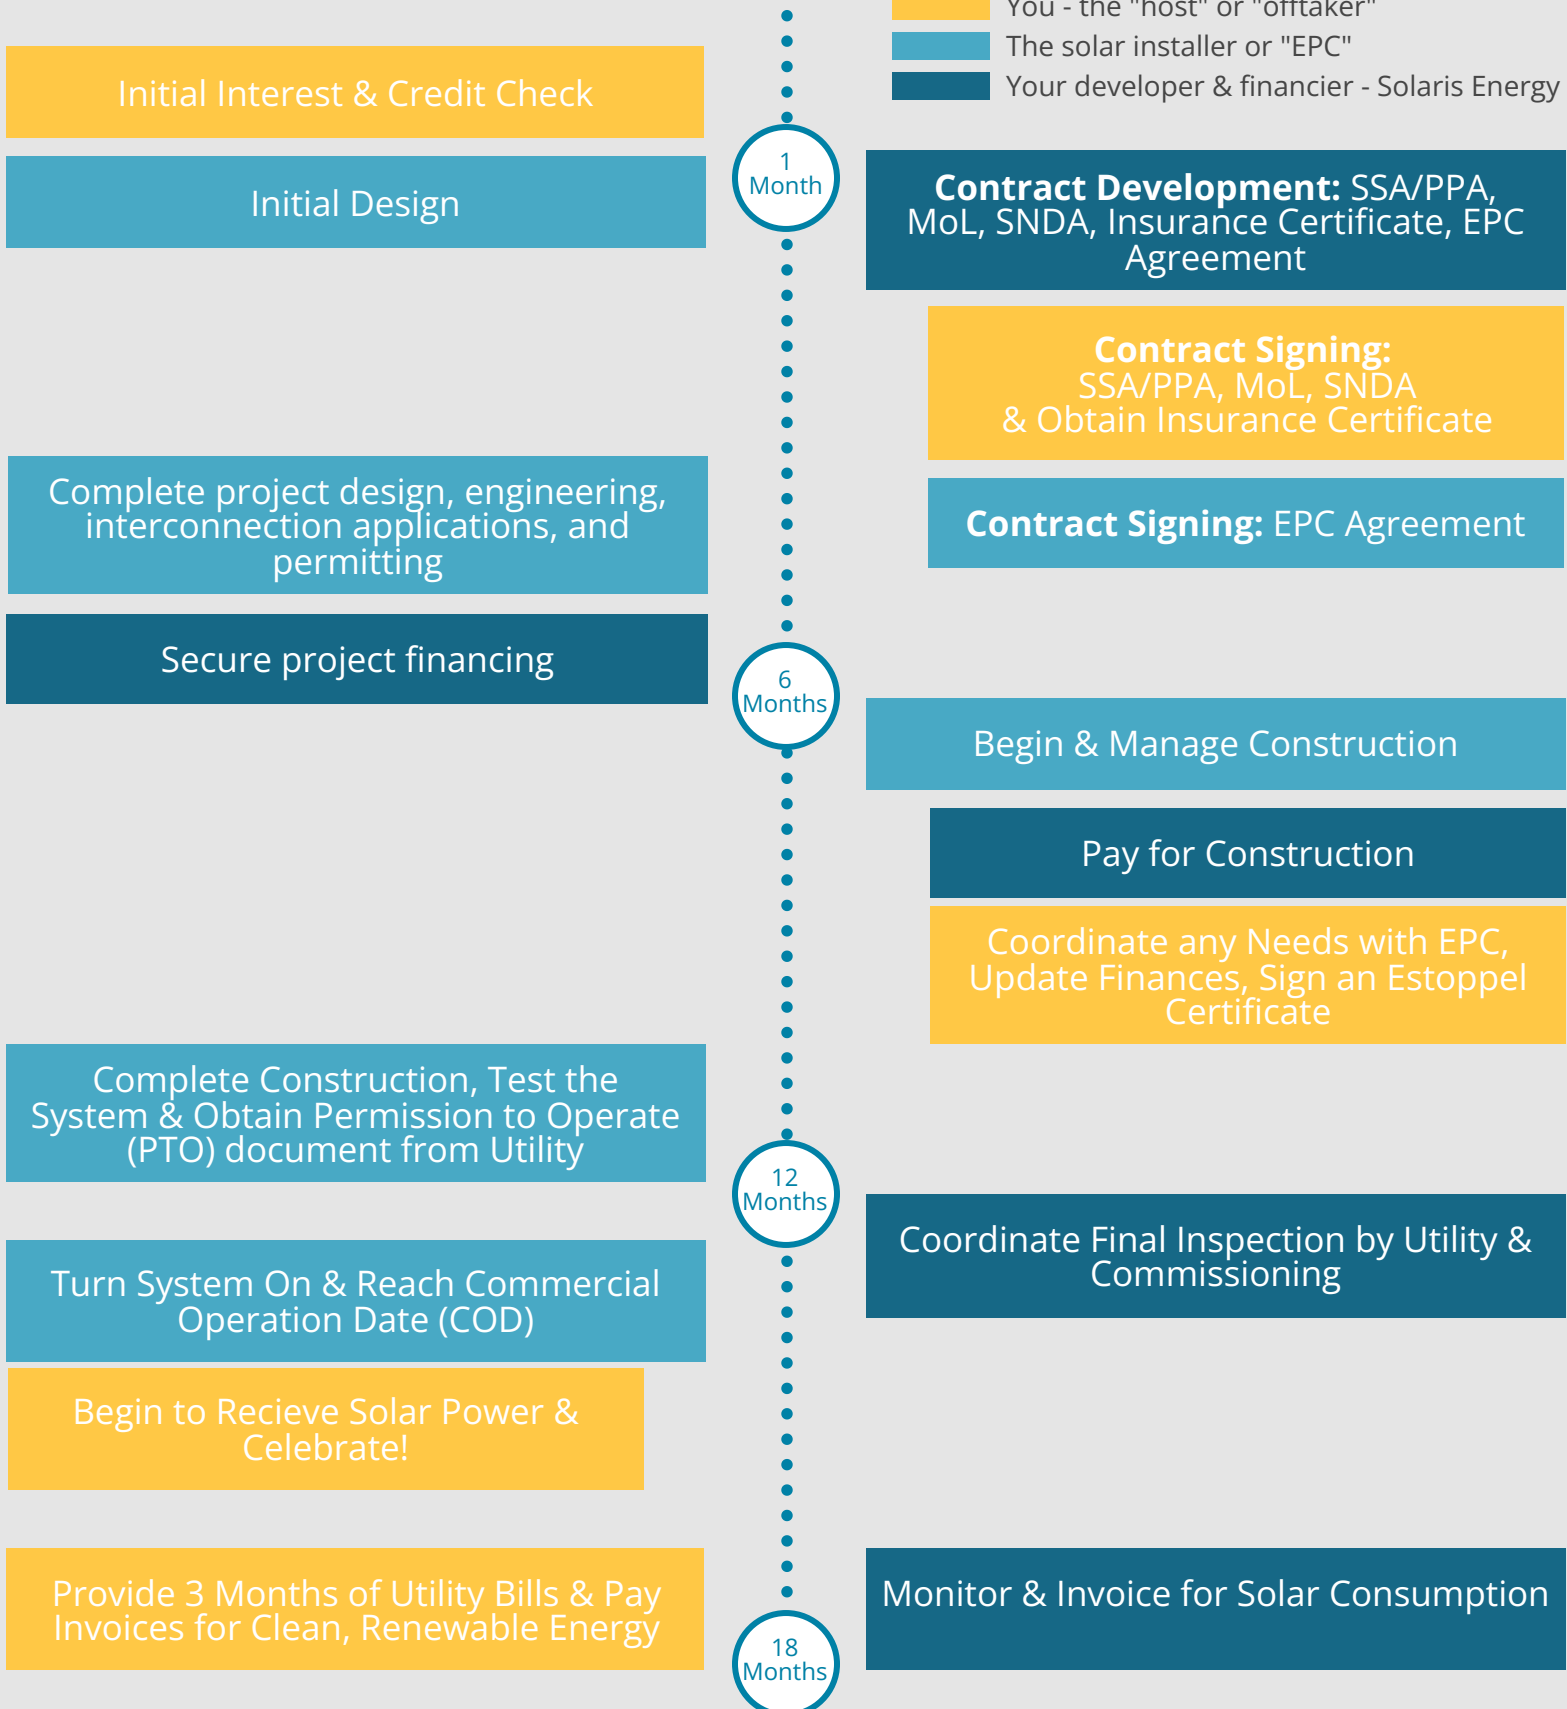 You - the "host" or "offtaker"
The solar installer or "EPC"
Your developer & financier - Solaris Energy
Initial Interest & Credit Check
1
Month
Initial Design
Contract Development: SSA/PPA,
MoL, SNDA, Insurance Certificate, EPC
Agreement
Contract Signing:
SSA/PPA, MoL, SNDA
& Obtain Insurance Certificate
Complete project design, engineering,
interconnection applications, and
permitting
Contract Signing: EPC Agreement
Secure project financing
6
Months
Begin & Manage Construction
Pay for Construction
Coordinate any Needs with EPC,
Update Finances, Sign an Estoppel
Certificate
Complete Construction, Test the
System & Obtain Permission to Operate
(PTO) document from Utility
12
Months
Coordinate Final Inspection by Utility &
Commissioning
Turn System On & Reach Commercial
Operation Date (COD)
Begin to Recieve Solar Power &
Celebrate!
Provide 3 Months of Utility Bills & Pay
Invoices for Clean, Renewable Energy
Monitor & Invoice for Solar Consumption
18
Months